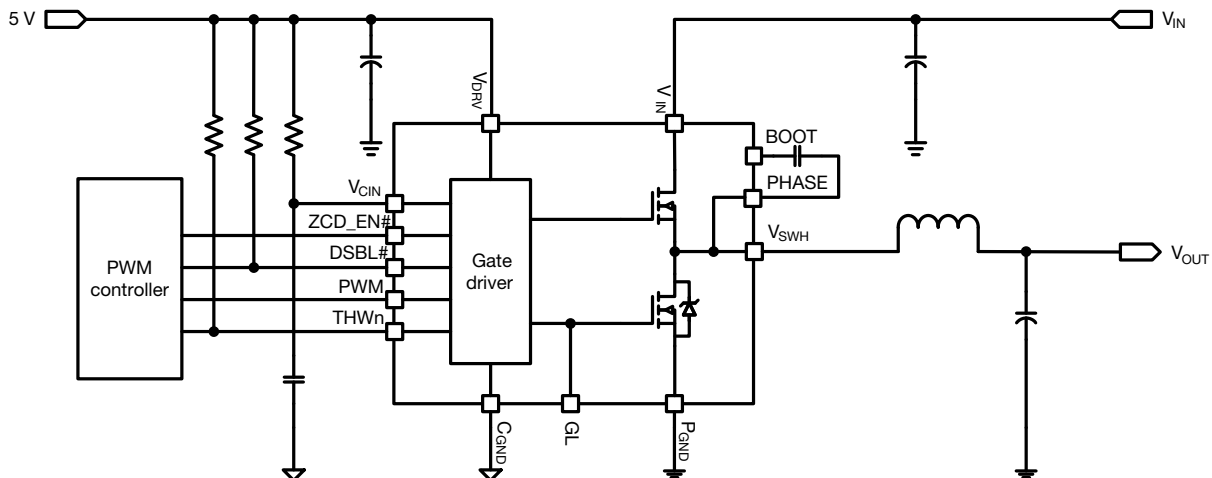 5 V
VIN
VDRV
VIN
BOOT
PHASE
VCIN
ZCD_EN#
DSBL#
PWM
THWn
PWM
controller
Gate
driver
VSWH
VOUT
CGND
GL
PGND